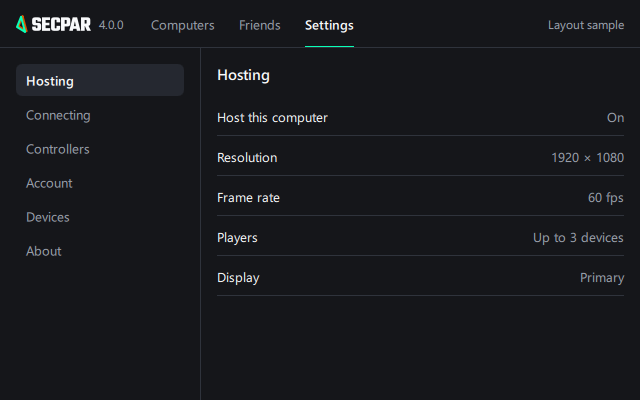 SECPAR 4.0.0 Computers Friends Settings Layout sample
Hosting
Connecting
Controllers
Account
Devices
About
Hosting
Host this computer On
Resolution 1920 × 1080
Frame rate 60 fps
Players Up to 3 devices
Display Primary